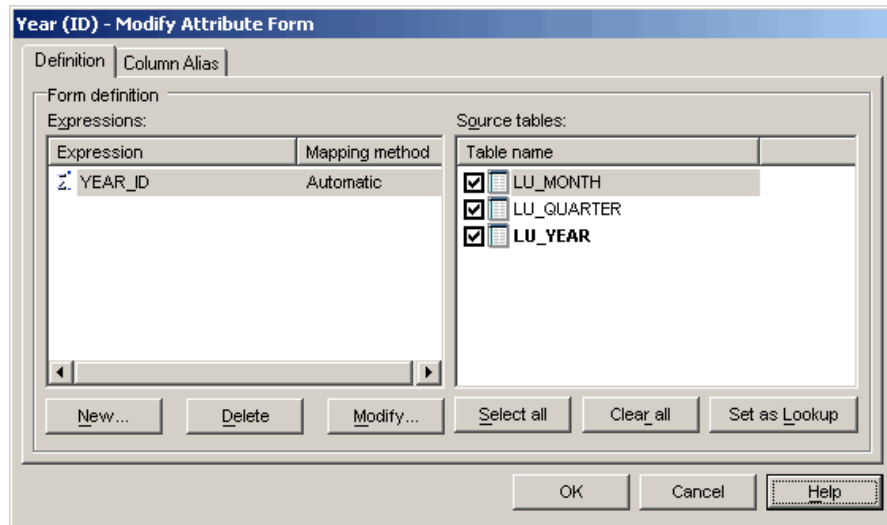 Year (ID) - Modify Attribute Form
Definition
Column Alias
Form definition
Expressions:
Expression
Mapping method
YEAR_ID
Automatic
Source tables:
Table name
LU_MONTH
LU_QUARTER
LU_YEAR
New...
Delete
Modify...
Select all
Clear all
Set as Lookup
OK
Cancel
Help